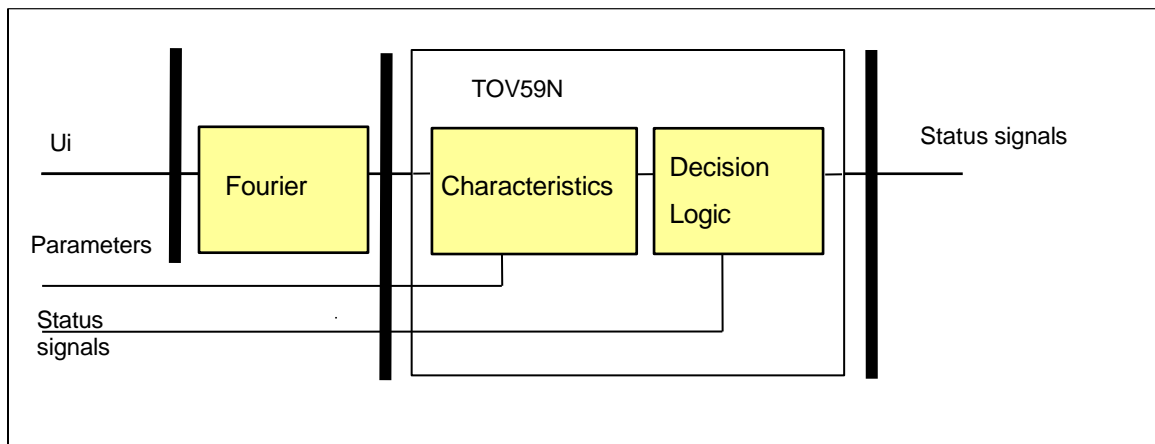 TOV59N
Ui
Status signals
Fourier
Characteristics
Decision
Logic
Parameters
Status
signals